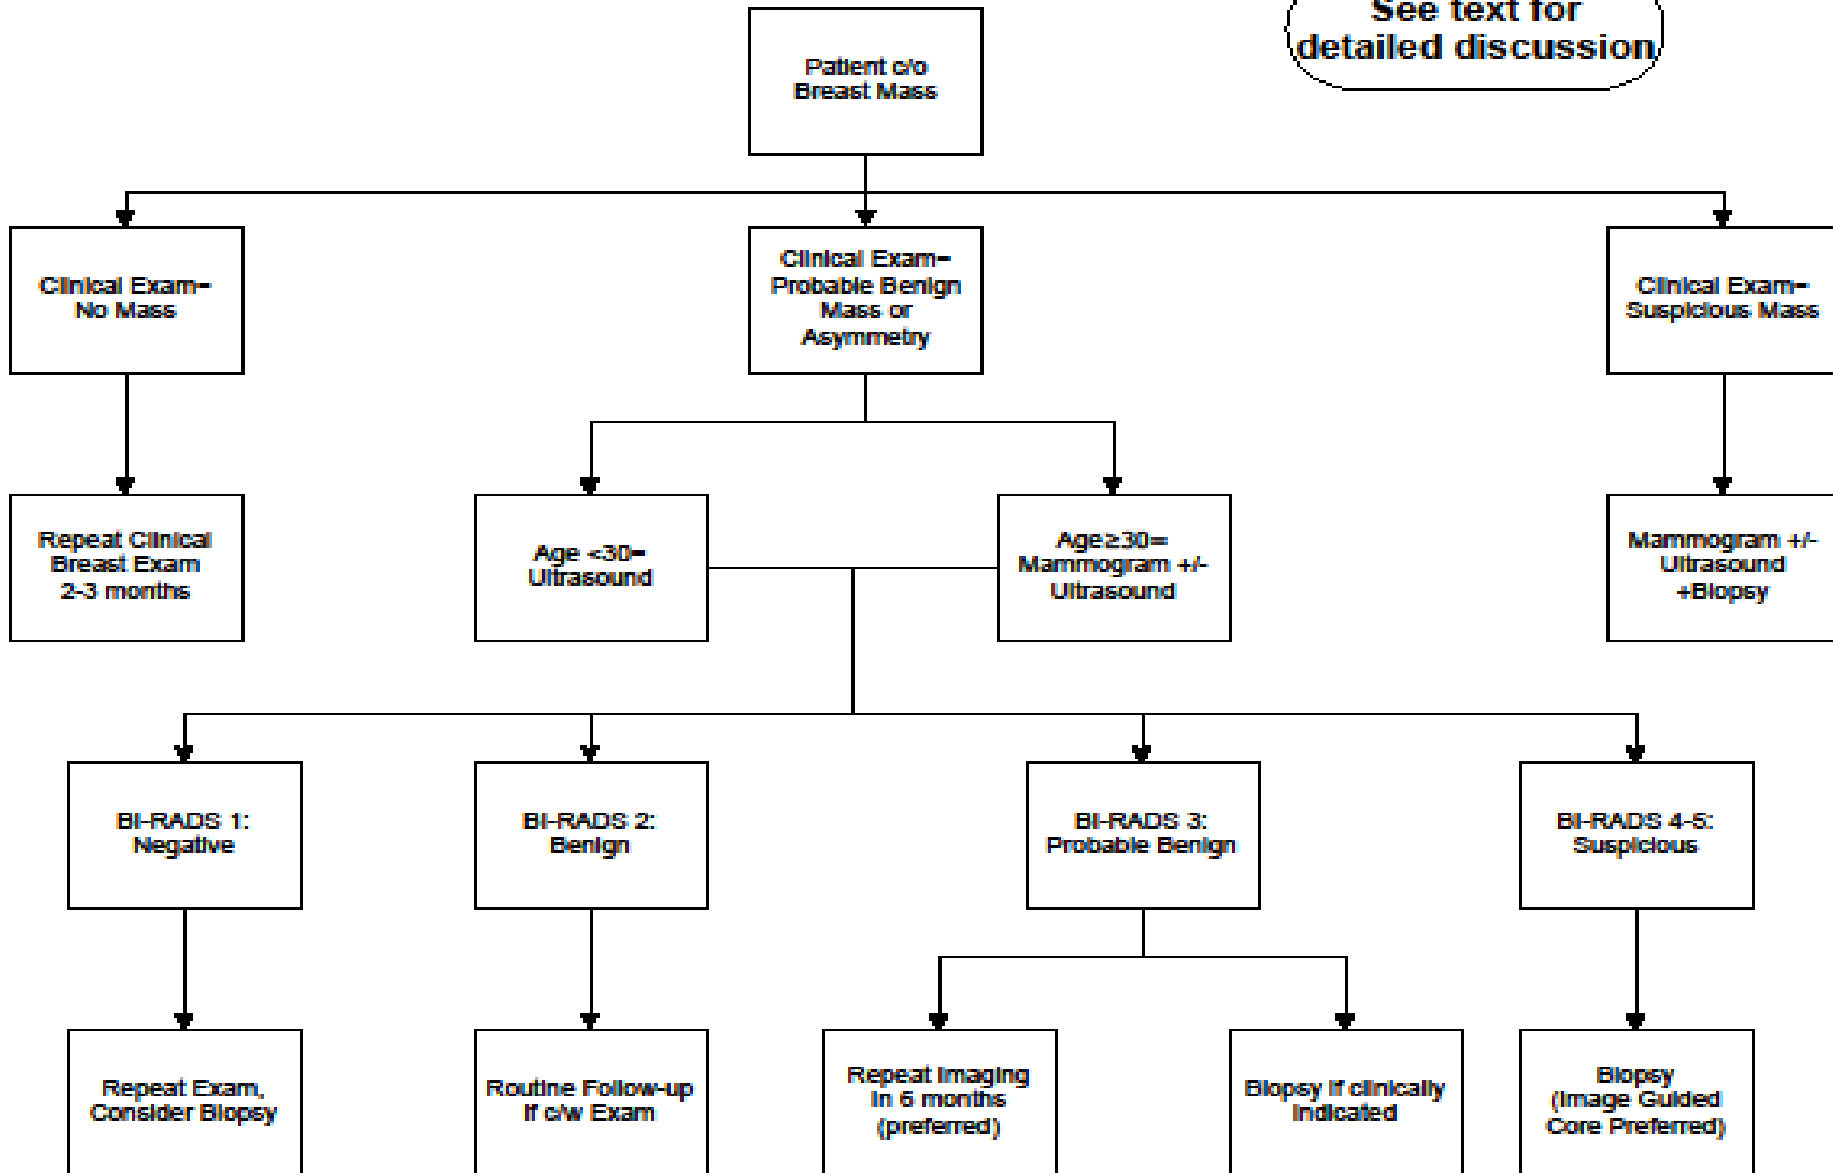 See text for
detailed discussion
Patient c/o
Breast Mass
Clinical Exam-
No Mass
Clinical Exam-
Probable Benign
Mass or
Asymmetry
Clinical Exam-
Suspicious Mass
Repeat Clinical
Breast Exam
2-3 months
Age <30=
Ultrasound
Age≥30=
Mammogram +/-
Ultrasound
Mammogram +/-
Ultrasound
+Biopsy
BI-RADS 1:
Negative
BI-RADS 2:
Benign
BI-RADS 3:
Probable Benign
BI-RADS 4-5:
Suspicious
Repeat Exam,
Consider Biopsy
Routine Follow-up
if c/w Exam
Repeat Imaging
in 6 months
(preferred)
Biopsy if clinically
indicated
Biopsy
(Image Guided
Core Preferred)